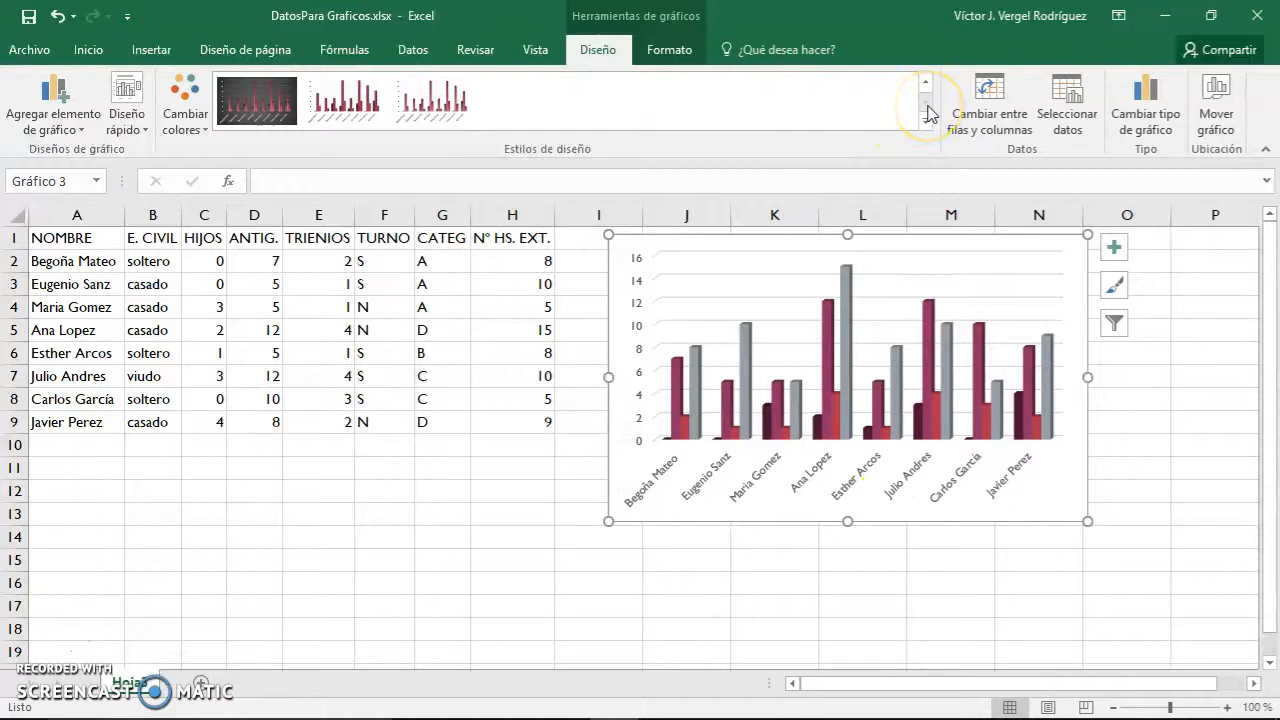 DatosPara Graficos.xlsx - Excel
Herramientas de gráficos
Víctor J. Vergel Rodríguez
Archivo Inicio Insertar Diseño de página Fórmulas Datos Revisar Vista Diseño Formato ¿Qué desea hacer? Compartir
Agregar elemento de gráfico
Diseño rápido
Cambiar colores
Cambiar entre filas y columnas
Seleccionar datos
Cambiar tipo de gráfico
Mover gráfico
Diseños de gráfico Estilos de diseño Datos Tipo Ubicación
Gráfico 3 fx
A B C D E F G H I J K L M N O P
1 NOMBRE E. CIVIL HIJOS ANTIG. TRIENIOS TURNO CATEG Nº HS. EXT.
2 Begoña Mateo soltero 0 7 2 S A 8
3 Eugenio Sanz casado 0 5 1 S A 10
4 Maria Gomez casado 3 5 1 N A 5
5 Ana Lopez casado 2 12 4 N D 15
6 Esther Arcos soltero 1 5 1 S B 8
7 Julio Andres viudo 3 12 4 S C 10
8 Carlos García soltero 0 10 3 S C 5
9 Javier Perez casado 4 8 2 N D 9
10
11
12
13
14
15
16
17
18
19
16
14
12
10
8
6
4
2
0
Begoña Mateo Eugenio Sanz Maria Gomez Ana Lopez Esther Arcos Julio Andres Carlos García Javier Perez
RECORDED WITH
SCREENCAST MATIC
Listo
100 %